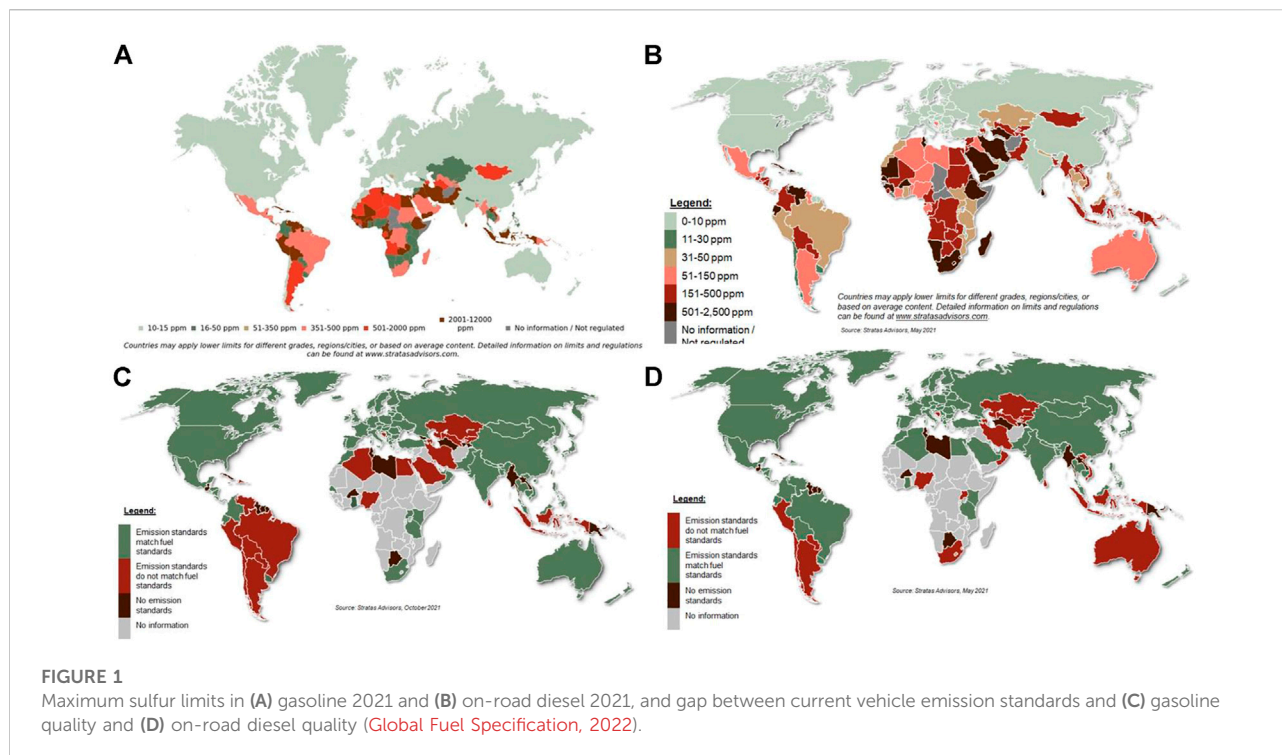 A
B
Legend:
0-10 ppm
11-30 ppm
31-50 ppm
51-150 ppm
151-500 ppm
501-2,500 ppm
No information /
Not regulated
Countries may apply lower limits for different grades, regions/cities, or
based on average content. Detailed information on limits and regulations
can be found at www.stratasadvisors.com.
Source: Stratas Advisors, May 2021
10-15 ppm 16-50 ppm 51-350 ppm 351-500 ppm 501-2000 ppm 2001-12000
ppm No information / Not regulated
Countries may apply lower limits for different grades, regions/cities, or based on average content. Detailed information on limits and regulations
can be found at www.stratasadvisors.com.
C
Legend:
Emission standards
match fuel
standards
Emission standards
do not match fuel
standards
No emission
standards
No information
Source: Stratas Advisors, October 2021
D
Legend:
Emission standards
do not match fuel
standards
Emission standards
match fuel
standards
No emission
standards
No information
Source: Stratas Advisors, May 2021
FIGURE 1
Maximum sulfur limits in (A) gasoline 2021 and (B) on-road diesel 2021, and gap between current vehicle emission standards and (C) gasoline
quality and (D) on-road diesel quality (Global Fuel Specification, 2022).